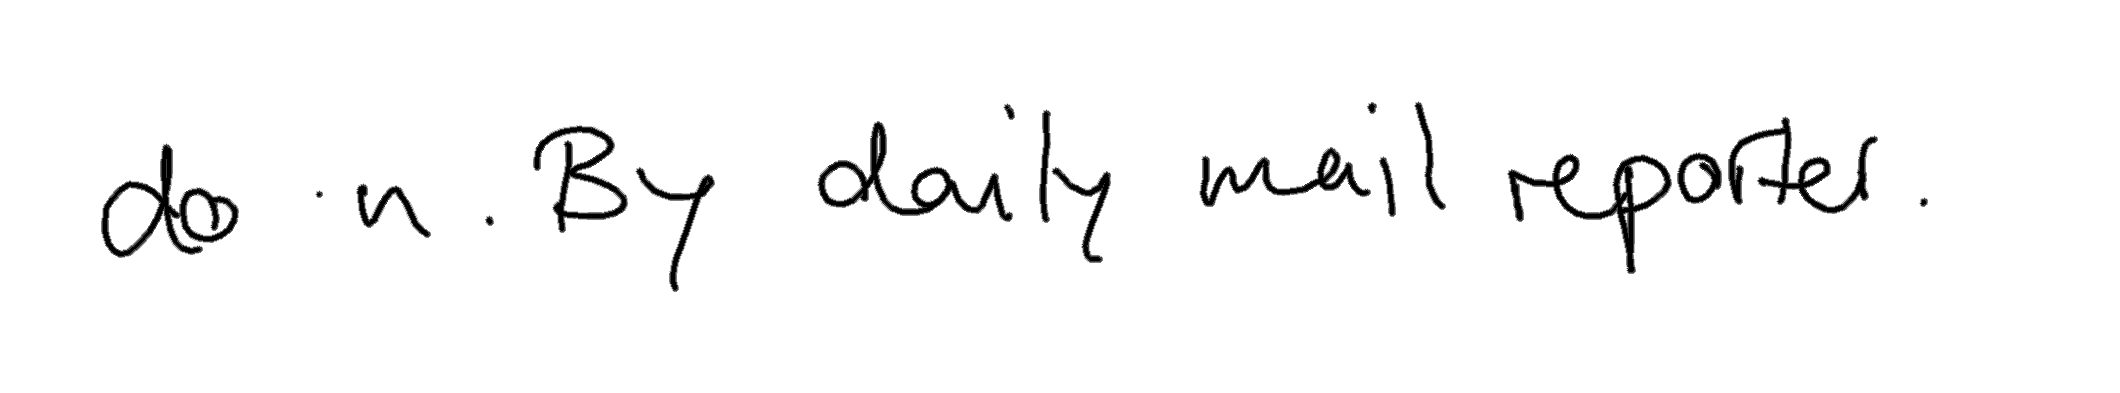 do . n . By daily mail reporter .